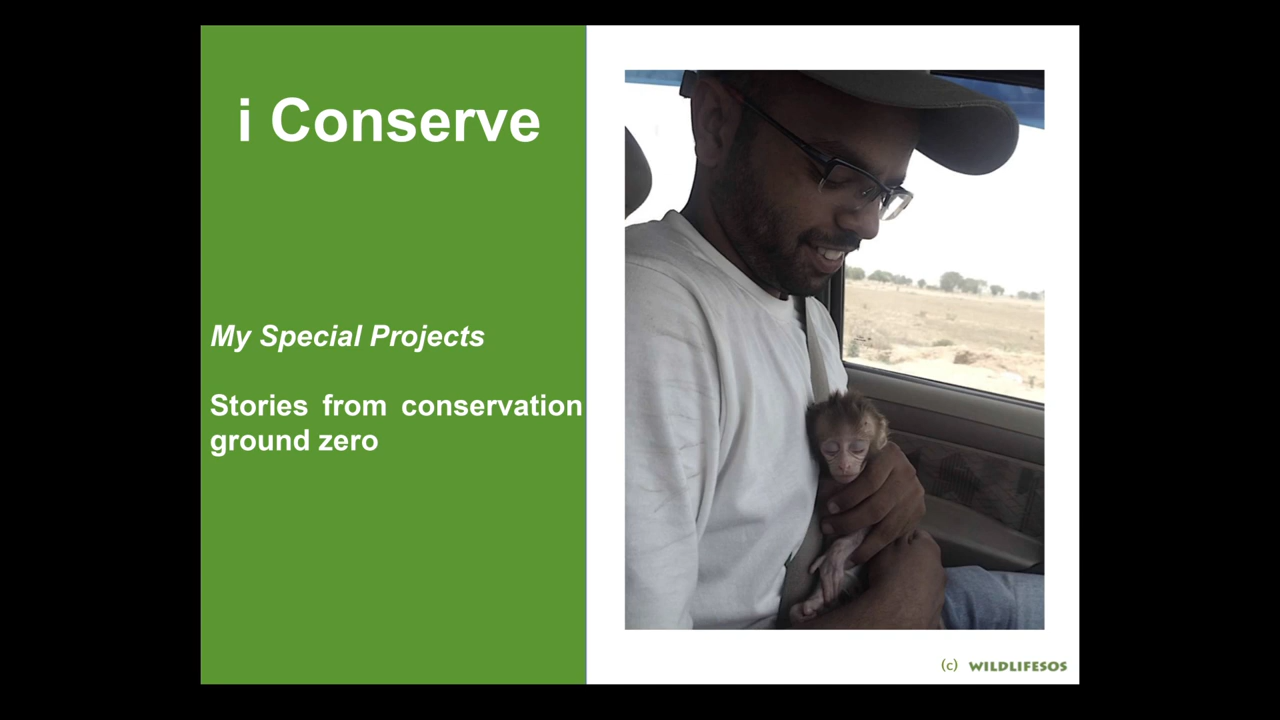 i Conserve
My Special Projects
Stories from conservation
ground zero
(c) WILDLIFESOS